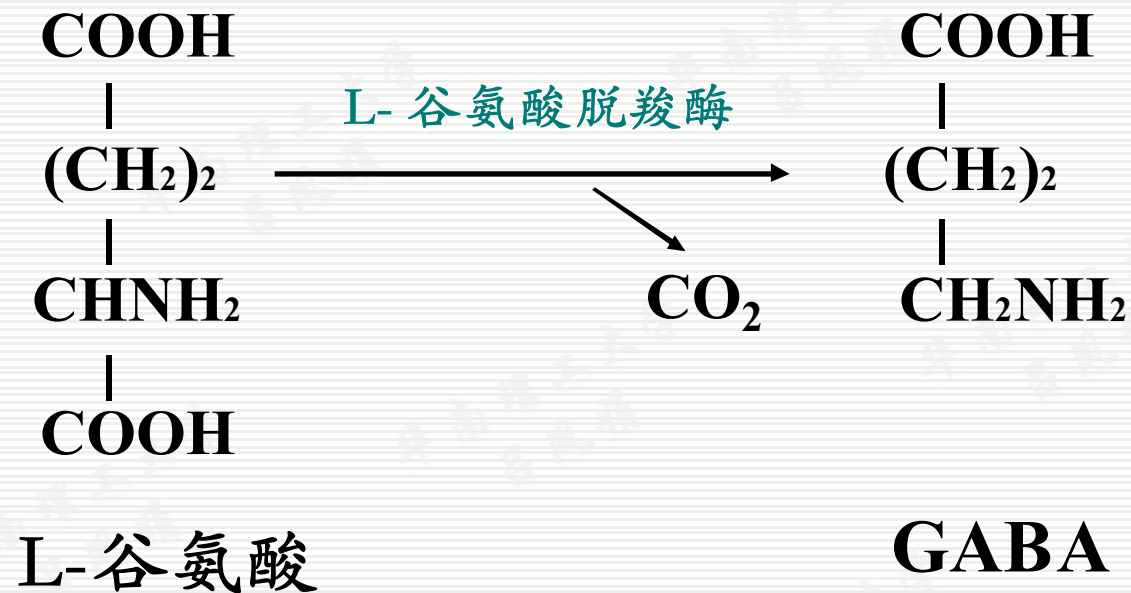 COOH
(CH₂)₂
CHNH₂
COOH
L-谷氨酸
L- 谷氨酸脱羧酶
CO₂
COOH
(CH₂)₂
CH₂NH₂
GABA